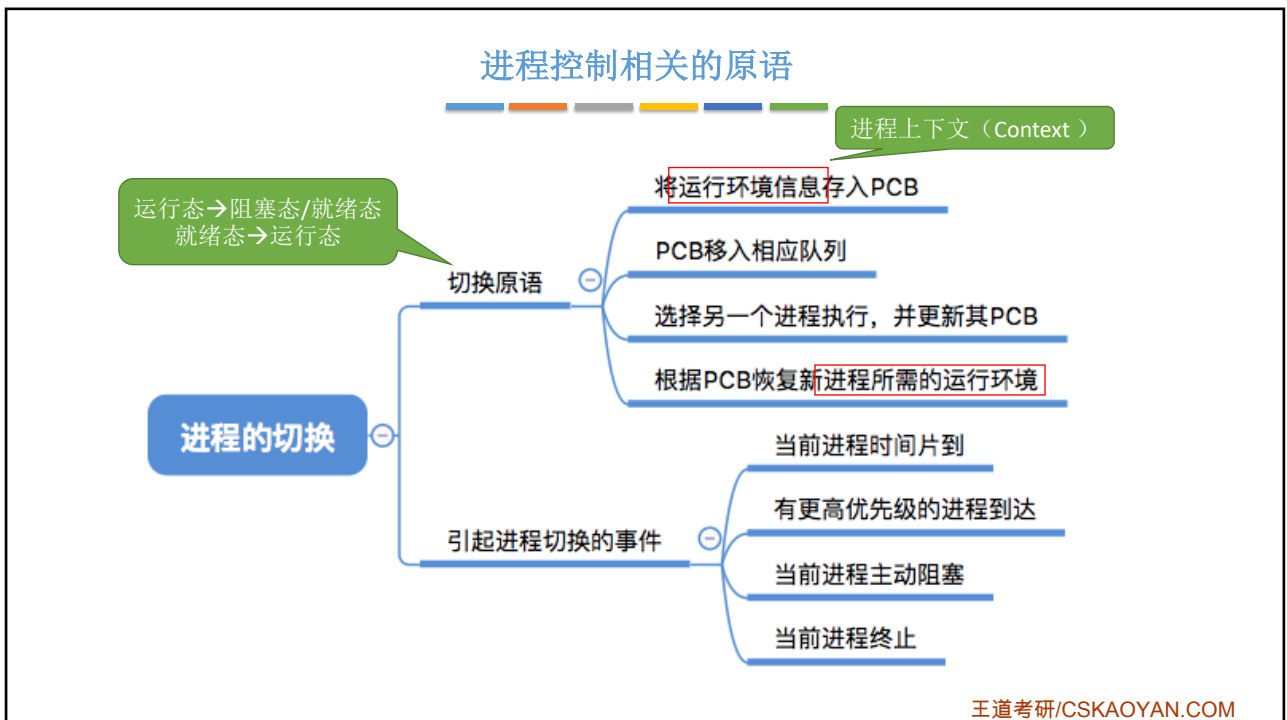 进程控制相关的原语
进程上下文（Context ）
将运行环境信息存入PCB
运行态→阻塞态/就绪态
就绪态→运行态
PCB移入相应队列
切换原语
选择另一个进程执行，并更新其PCB
根据PCB恢复新进程所需的运行环境
进程的切换
当前进程时间片到
有更高优先级的进程到达
引起进程切换的事件
当前进程主动阻塞
当前进程终止
王道考研/CSKAOYAN.COM